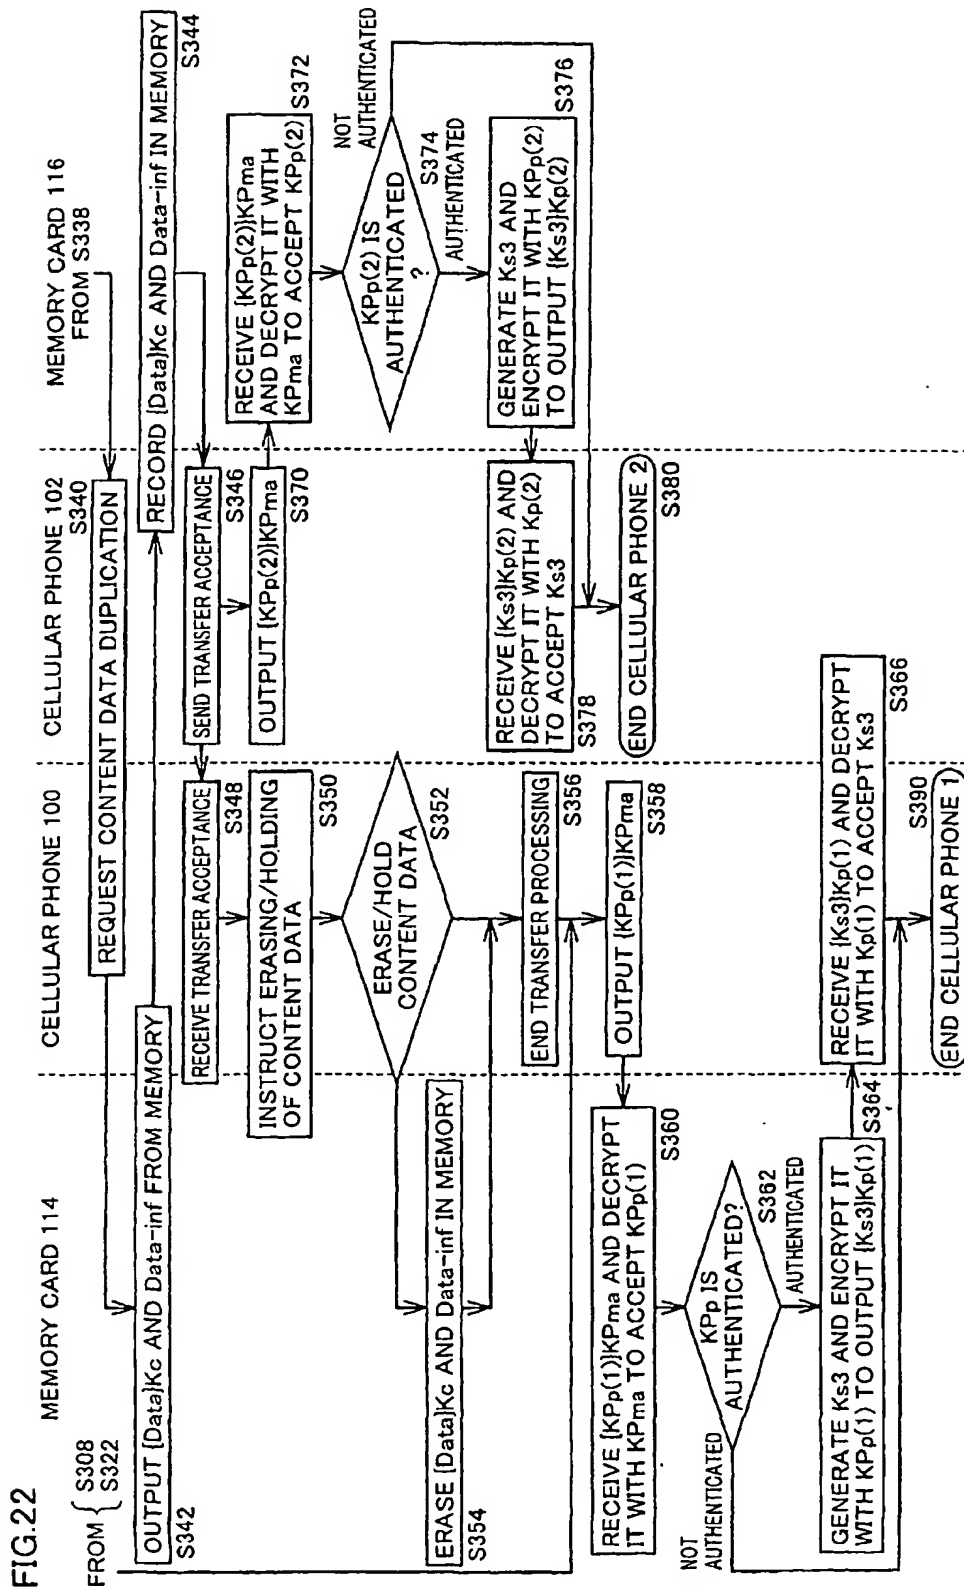 FIG.22
MEMORY CARD 114
CELLULAR PHONE 100
CELLULAR PHONE 102
MEMORY CARD 116
FROM S338
FROM { S308
S322
REQUEST CONTENT DATA DUPLICATION
S340
OUTPUT {Data}Kc AND Data-inf FROM MEMORY
S342
RECORD {Data}Kc AND Data-inf IN MEMORY
S344
SEND TRANSFER ACCEPTANCE
S346
RECEIVE TRANSFER ACCEPTANCE
S348
INSTRUCT ERASING/HOLDING
OF CONTENT DATA
S350
ERASE/HOLD
CONTENT DATA
S352
ERASE {Data}Kc AND Data-inf IN MEMORY
S354
END TRANSFER PROCESSING
S356
OUTPUT {KPp(1)}KPma
S358
RECEIVE {KPp(1)}KPma AND DECRYPT
IT WITH KPma TO ACCEPT KPp(1)
S360
KPp IS
AUTHENTICATED?
S362
NOT
AUTHENTICATED
AUTHENTICATED
GENERATE Ks3 AND ENCRYPT IT
WITH KPp(1) TO OUTPUT {Ks3}Kp(1)
S364
RECEIVE {Ks3}Kp(1) AND DECRYPT
IT WITH Kp(1) TO ACCEPT Ks3
S366
S390
END CELLULAR PHONE 1
OUTPUT {KPp(2)}KPma
S370
RECEIVE {KPp(2)}KPma
AND DECRYPT IT WITH
KPma TO ACCEPT KPp(2)
S372
KPp(2) IS
AUTHENTICATED
?
S374
NOT
AUTHENTICATED
AUTHENTICATED
GENERATE Ks3 AND
ENCRYPT IT WITH KPp(2)
TO OUTPUT {Ks3}Kp(2)
S376
RECEIVE {Ks3}Kp(2) AND
DECRYPT IT WITH Kp(2)
TO ACCEPT Ks3
S378
END CELLULAR PHONE 2
S380